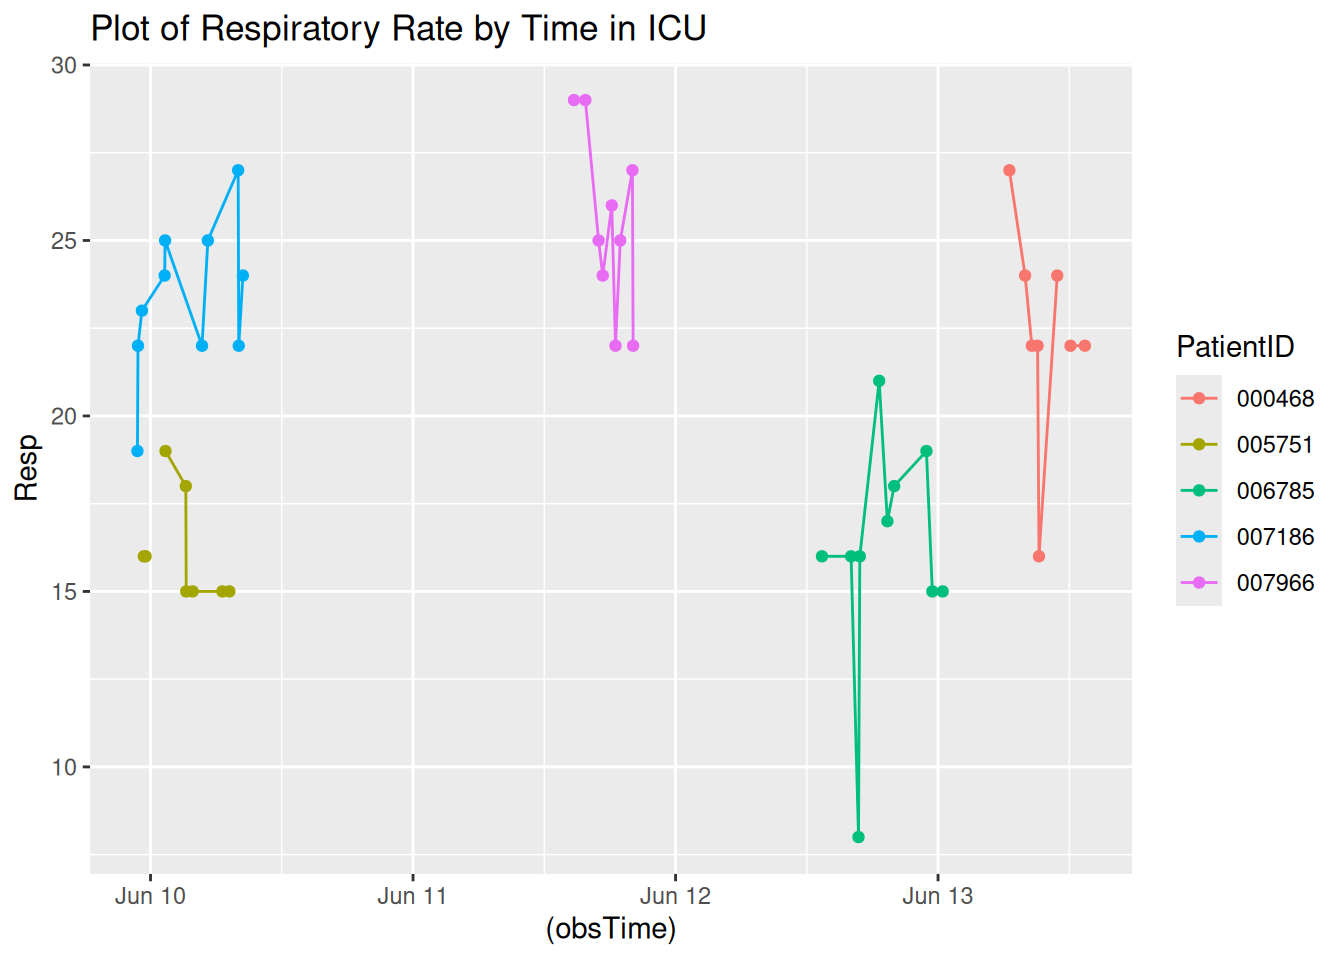 Plot of Respiratory Rate by Time in ICU
30
25
20
15
10
Resp
Jun 10
Jun 11
Jun 12
Jun 13
(obsTime)
PatientID
000468
005751
006785
007186
007966